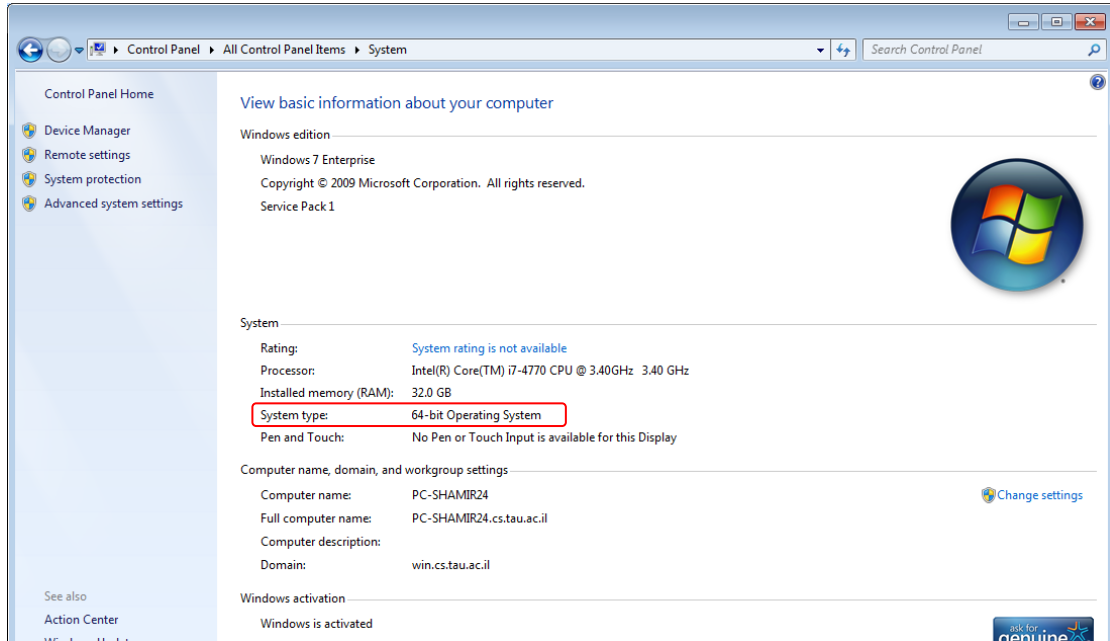 Control Panel ▸ All Control Panel Items ▸ System
Search Control Panel
Control Panel Home
Device Manager
Remote settings
System protection
Advanced system settings
See also
Action Center
View basic information about your computer
Windows edition
Windows 7 Enterprise
Copyright © 2009 Microsoft Corporation. All rights reserved.
Service Pack 1
System
Rating: System rating is not available
Processor: Intel(R) Core(TM) i7-4770 CPU @ 3.40GHz 3.40 GHz
Installed memory (RAM): 32.0 GB
System type: 64-bit Operating System
Pen and Touch: No Pen or Touch Input is available for this Display
Computer name, domain, and workgroup settings
Computer name: PC-SHAMIR24
Change settings
Full computer name: PC-SHAMIR24.cs.tau.ac.il
Computer description:
Domain: win.cs.tau.ac.il
Windows activation
Windows is activated
ask for
genuine